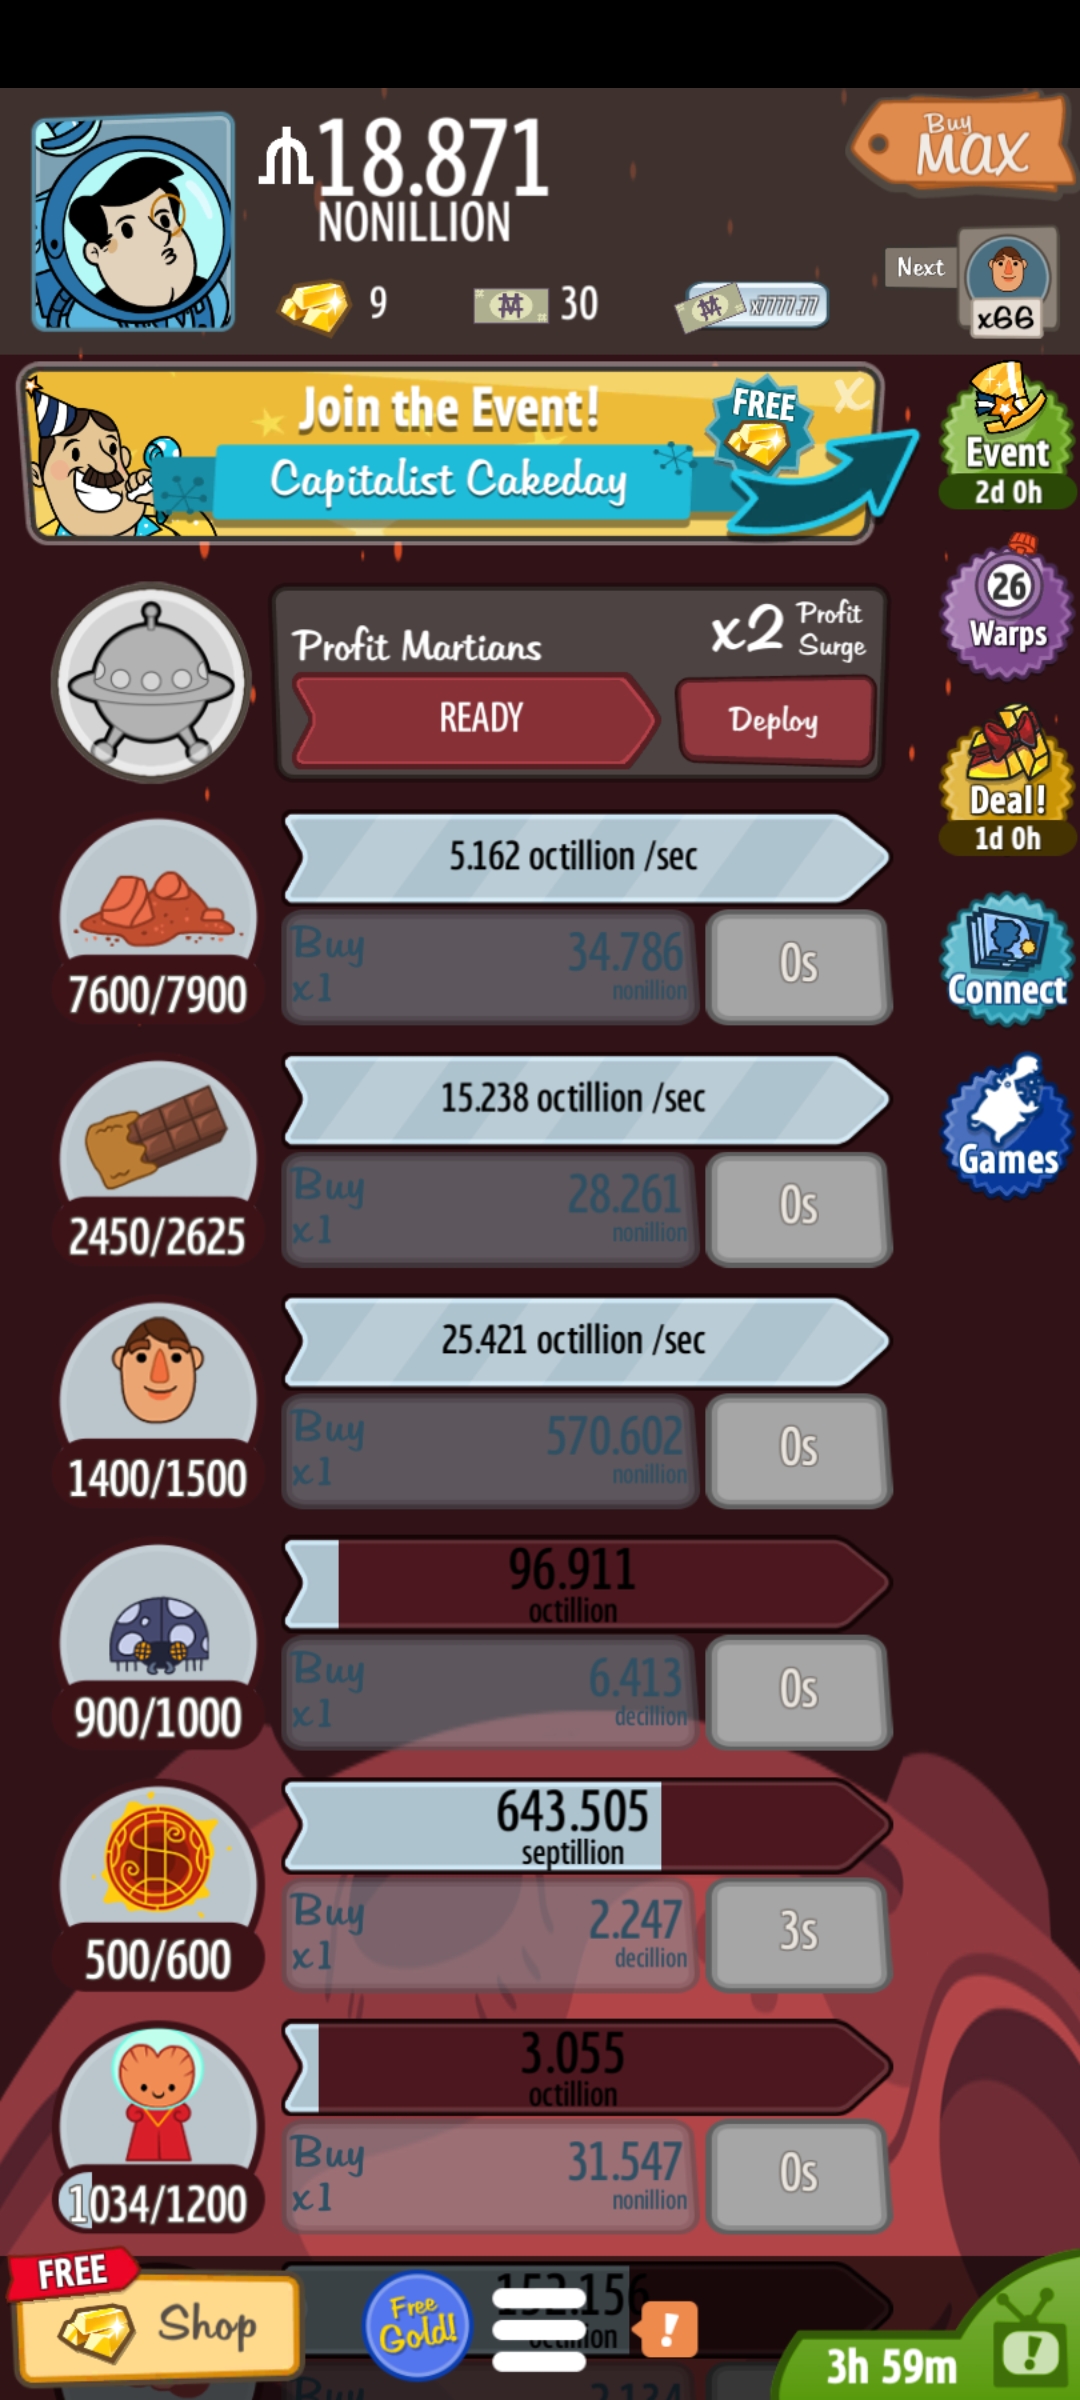 18.871
NONILLION
Buy
MAX
9
30
x7777.77
Next
x66
Join the Event!
Capitalist Cakeday
FREE
x
Event
2d 0h
26
Warps
Deal!
1d 0h
Connect
Games
Profit Martians
x2 Profit Surge
READY
Deploy
5.162 octillion /sec
Buy
x1
34.786
nonillion
0s
7600/7900
15.238 octillion /sec
Buy
x1
28.261
nonillion
0s
2450/2625
25.421 octillion /sec
Buy
x1
570.602
nonillion
0s
1400/1500
96.911
octillion
Buy
x1
6.413
decillion
0s
900/1000
643.505
septillion
Buy
x1
2.247
decillion
3s
500/600
3.055
octillion
Buy
x1
31.547
nonillion
0s
1034/1200
FREE
Shop
Free
Gold!
!
3h 59m
!